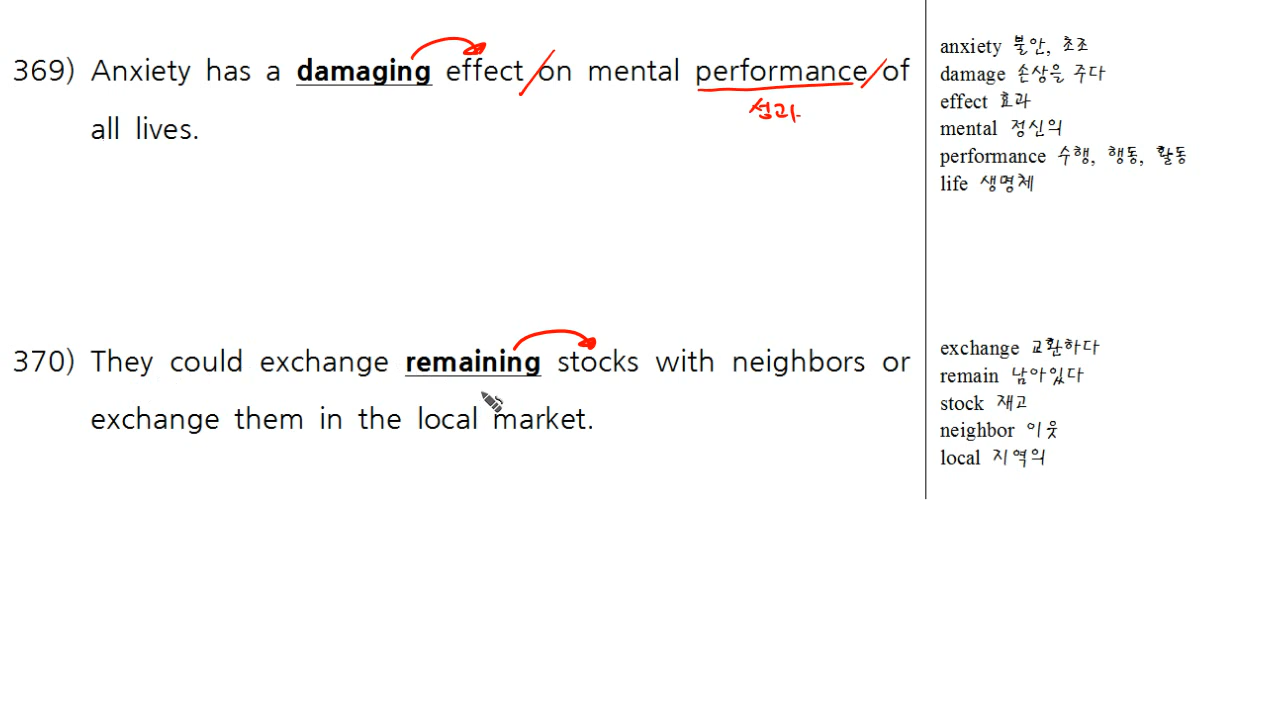 369) Anxiety has a damaging effect on mental performance of
성과
all lives.
anxiety 불안, 초조
damage 손상을 주다
effect 효과
mental 정신의
performance 수행, 행동, 활동
life 생명체
370) They could exchange remaining stocks with neighbors or
exchange them in the local market.
exchange 교환하다
remain 남아있다
stock 재고
neighbor 이웃
local 지역의